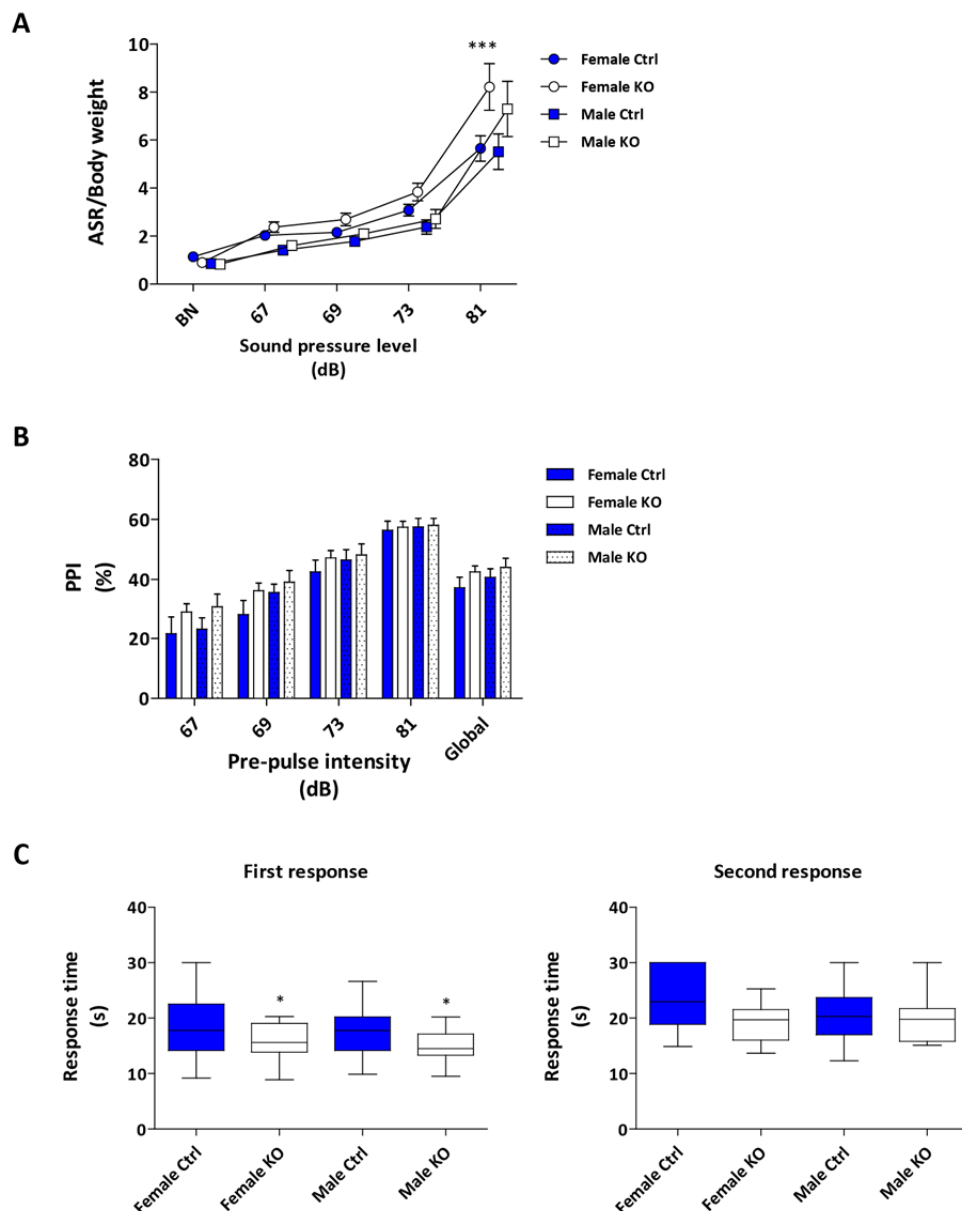 A
10
8
6
4
2
0
ASR/Body weight
***
BN
67
69
73
81
Sound pressure level
(dB)
Female Ctrl
Female KO
Male Ctrl
Male KO
B
80
60
40
20
0
PPI
(%)
67
69
73
81
Global
Pre-pulse intensity
(dB)
Female Ctrl
Female KO
Male Ctrl
Male KO
C
First response
40
30
20
10
0
Response time
(s)
*
*
Female Ctrl
Female KO
Male Ctrl
Male KO
Second response
40
30
20
10
0
Response time
(s)
Female Ctrl
Female KO
Male Ctrl
Male KO